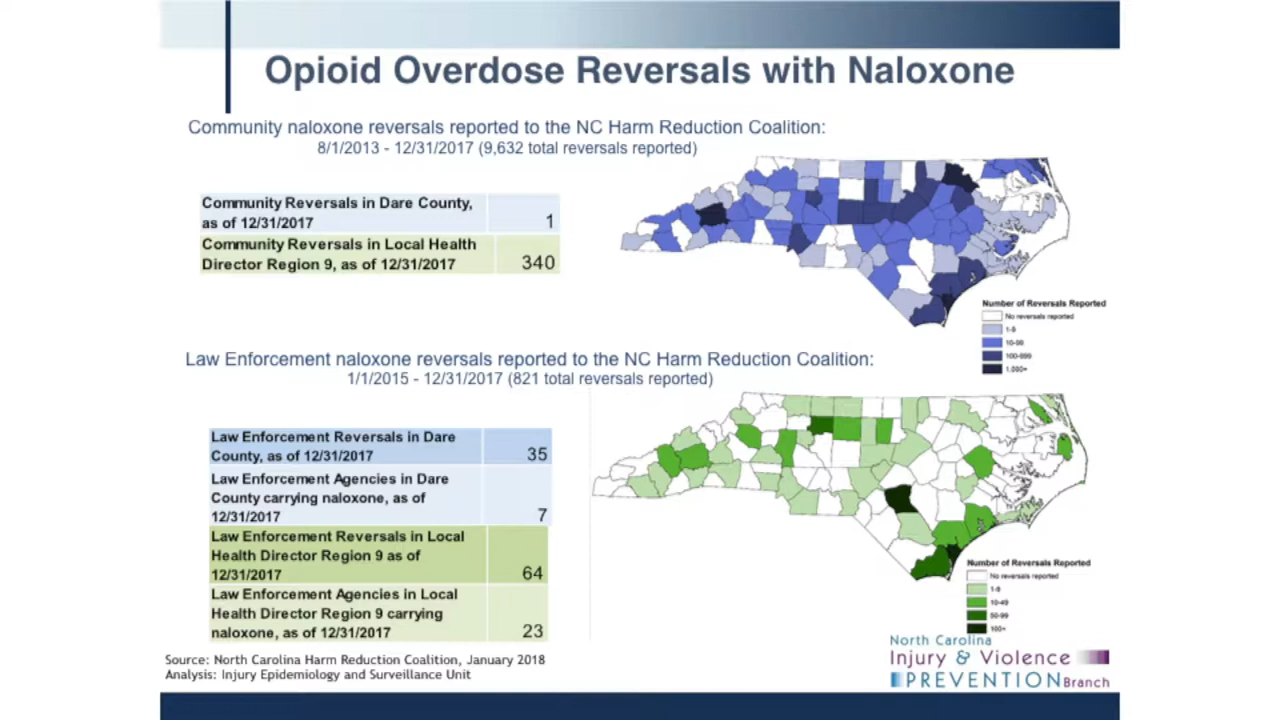 Opioid Overdose Reversals with Naloxone
Community naloxone reversals reported to the NC Harm Reduction Coalition:
8/1/2013 - 12/31/2017 (9,632 total reversals reported)
Community Reversals in Dare County,
as of 12/31/2017 1
Community Reversals in Local Health
Director Region 9, as of 12/31/2017 340
Number of Reversals Reported
No reversals reported
1-9
10-99
100-999
1,000+
Law Enforcement naloxone reversals reported to the NC Harm Reduction Coalition:
1/1/2015 - 12/31/2017 (821 total reversals reported)
Law Enforcement Reversals in Dare
County, as of 12/31/2017 35
Law Enforcement Agencies in Dare
County carrying naloxone, as of
12/31/2017 7
Law Enforcement Reversals in Local
Health Director Region 9 as of
12/31/2017 64
Law Enforcement Agencies in Local
Health Director Region 9 carrying
naloxone, as of 12/31/2017 23
Number of Reversals Reported
No reversals reported
1-9
10-49
50-99
100+
Source: North Carolina Harm Reduction Coalition, January 2018
Analysis: Injury Epidemiology and Surveillance Unit
North Carolina
Injury & Violence
PREVENTION Branch